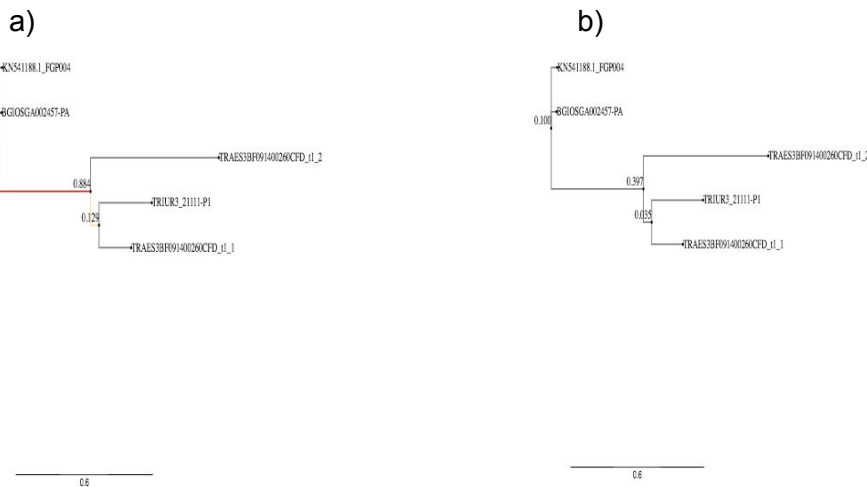 a)
KN541188.1_FGP004
BGIOSGA002457-PA
TRAES3BF091400260CFD_t1_2
0.884
TRIUR3_21111-P1
0.129
TRAES3BF091400260CFD_t1_1
0.6
b)
KN541188.1_FGP004
BGIOSGA002457-PA
0.100
TRAES3BF091400260CFD_t1_2
0.397
TRIUR3_21111-P1
0.035
TRAES3BF091400260CFD_t1_1
0.6